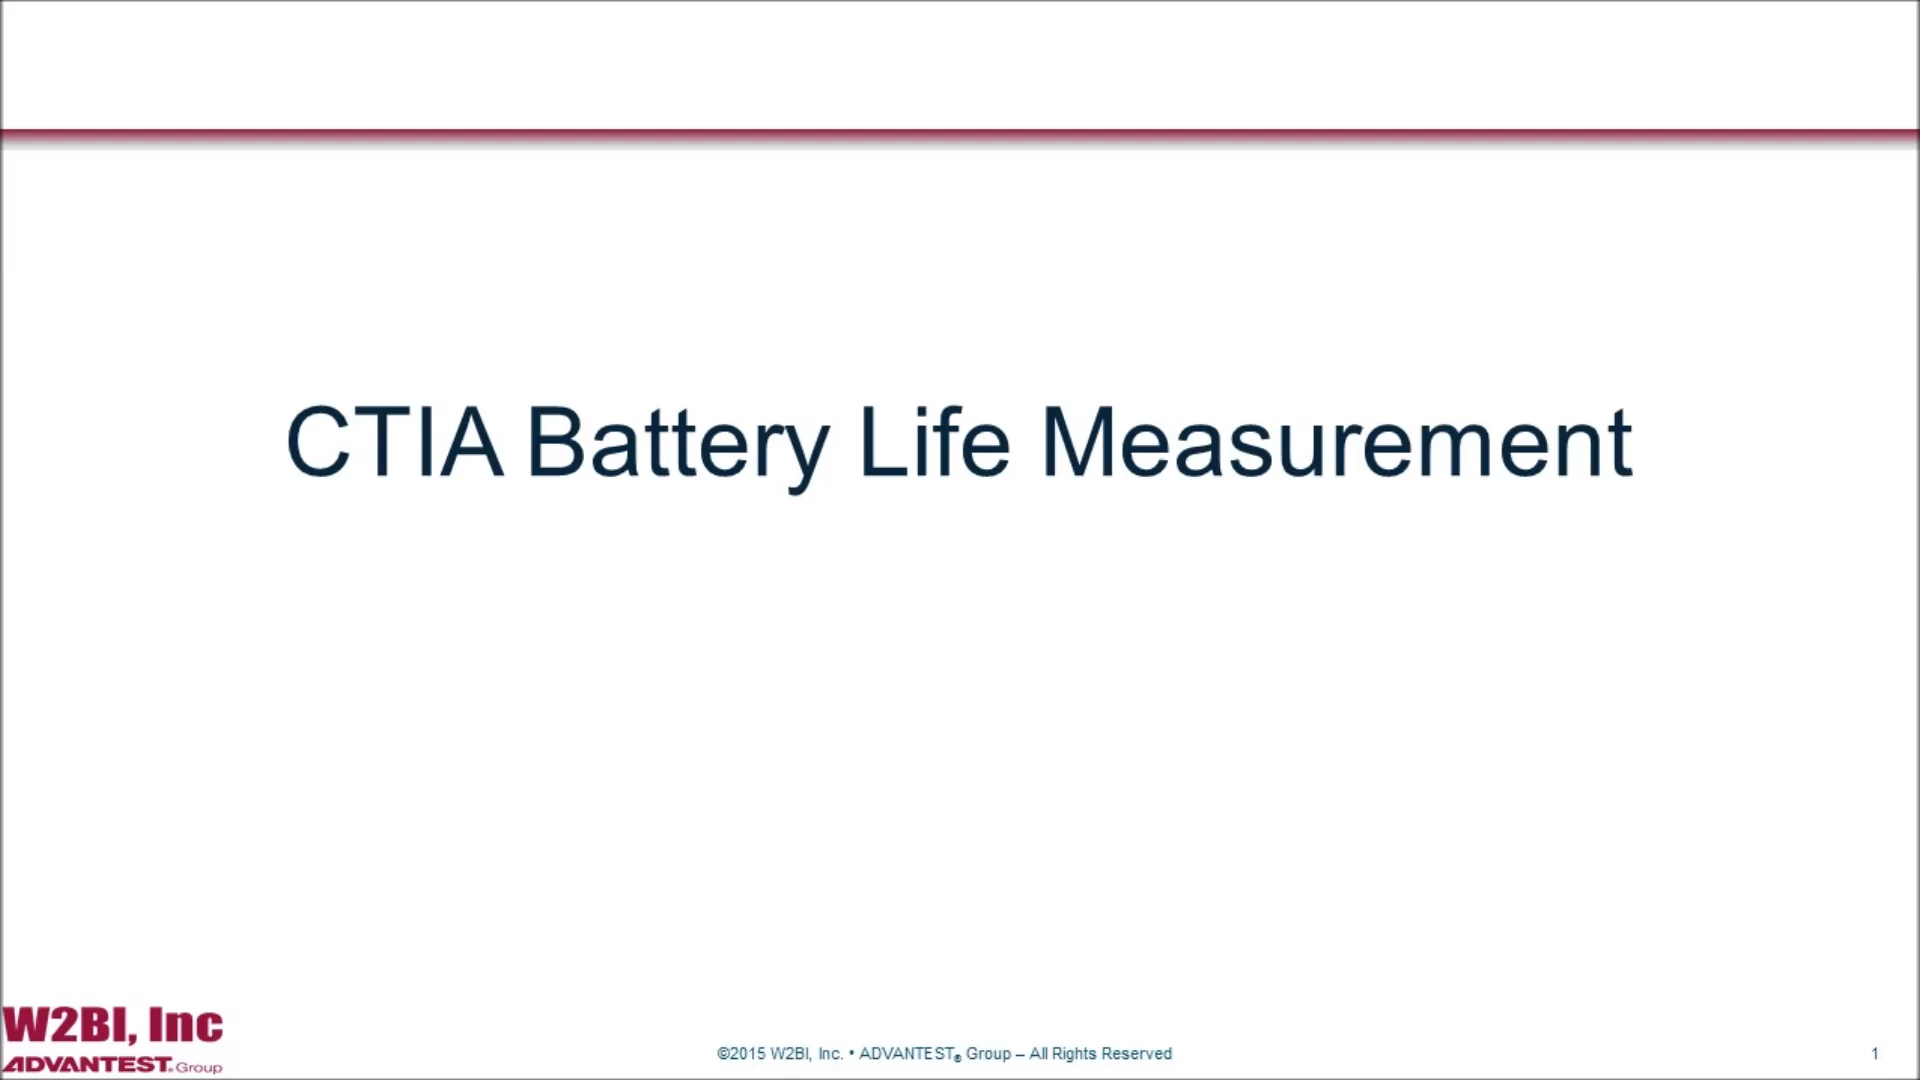 CTIA Battery Life Measurement
W2BI, Inc
ADVANTEST® Group
©2015 W2BI, Inc. • ADVANTEST® Group – All Rights Reserved
1